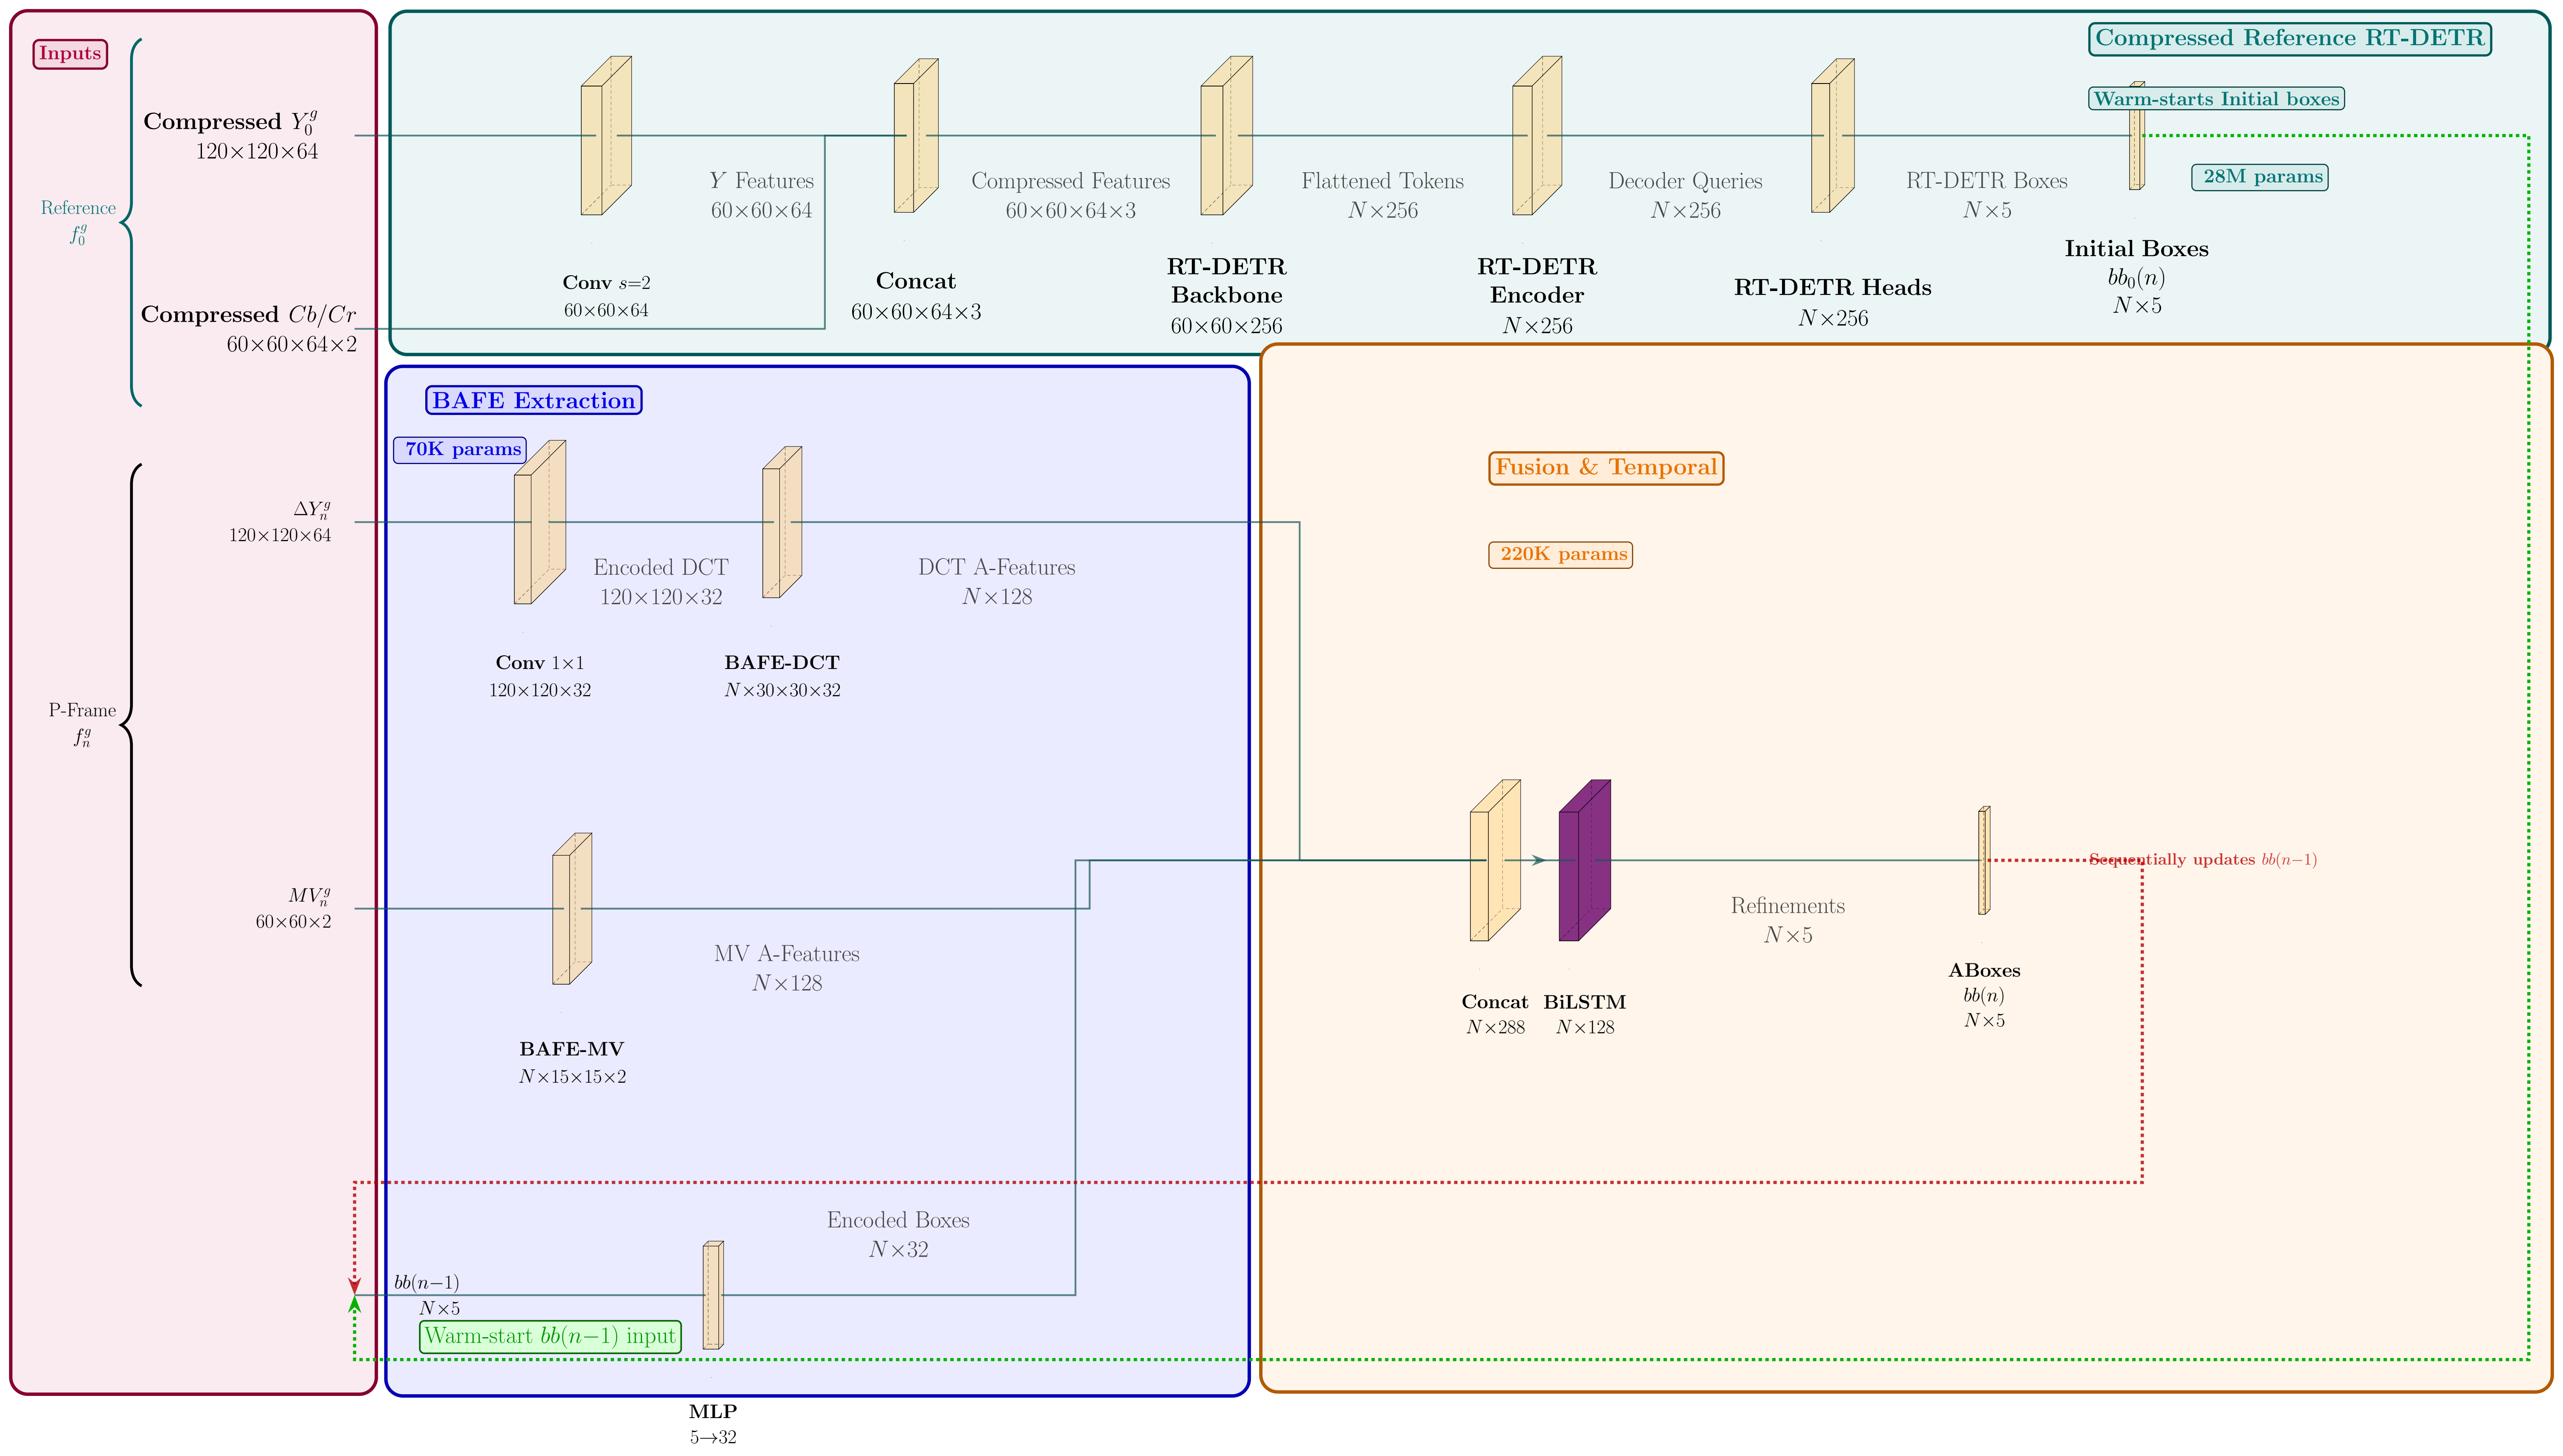 Inputs
Compressed Y₀ᵍ
120×120×64
Reference
f₀ᵍ
Compressed Cb/Cr
60×60×64×2
ΔYₙᵍ
120×120×64
P-Frame
fₙᵍ
MVₙᵍ
60×60×2
Compressed Reference RT-DETR
Warm-starts Initial boxes
28M params
Y Features
60×60×64
Compressed Features
60×60×64×3
Flattened Tokens
N×256
Decoder Queries
N×256
RT-DETR Boxes
N×5
Conv s=2
60×60×64
Concat
60×60×64×3
RT-DETR
Backbone
60×60×256
RT-DETR
Encoder
N×256
RT-DETR Heads
N×256
Initial Boxes
bb₀(n)
N×5
BAFE Extraction
70K params
Encoded DCT
120×120×32
DCT A-Features
N×128
Conv 1×1
120×120×32
BAFE-DCT
N×30×30×32
MV A-Features
N×128
BAFE-MV
N×15×15×2
Encoded Boxes
N×32
bb(n−1)
N×5
Warm-start bb(n−1) input
MLP
5→32
Fusion & Temporal
220K params
Sequentially updates bb(n−1)
Refinements
N×5
Concat
N×288
BiLSTM
N×128
ABoxes
bb(n)
N×5